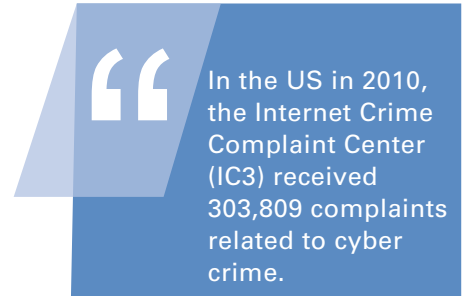 “
In the US in 2010,
the Internet Crime
Complaint Center
(IC3) received
303,809 complaints
related to cyber
crime.